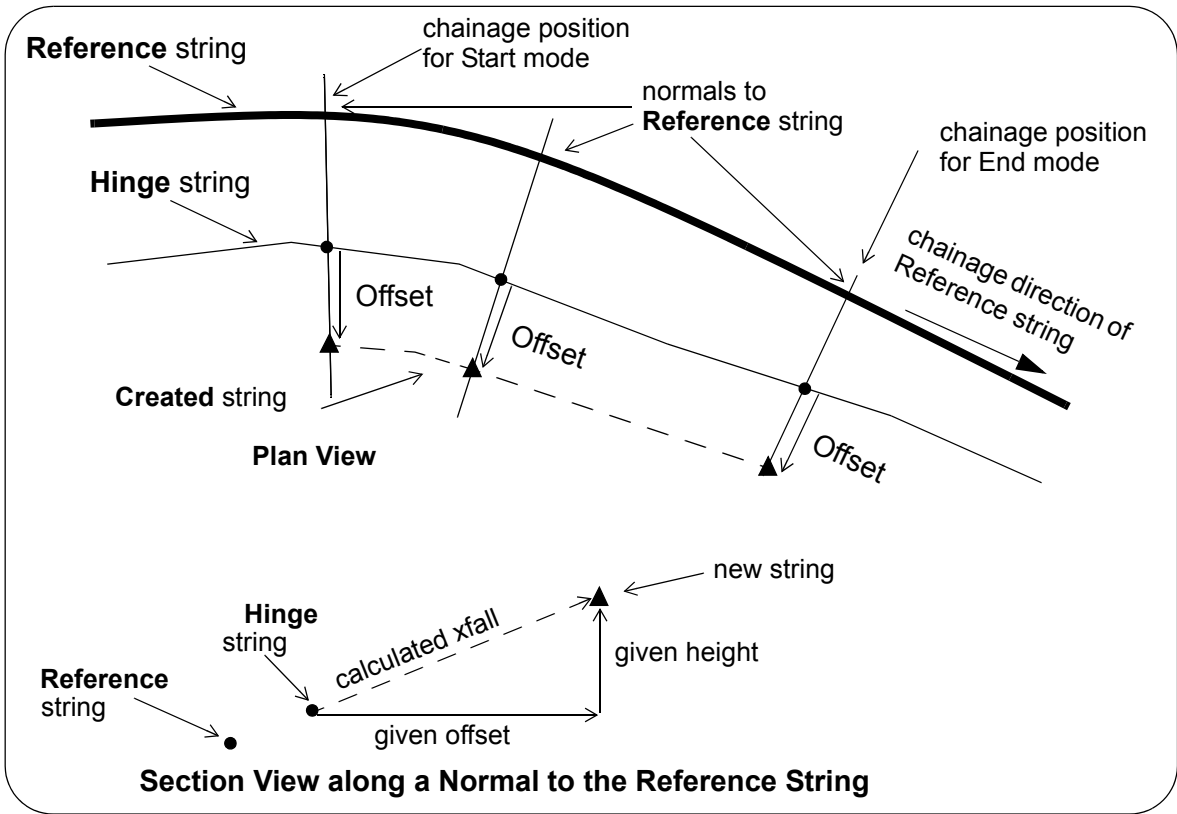 Reference string
chainage position
for Start mode
normals to
Reference string
chainage position
for End mode
Hinge string
chainage direction of
Reference string
Offset
Offset
Offset
Created string
Plan View
new string
Hinge
string
calculated xfall
given height
Reference
string
given offset
Section View along a Normal to the Reference String